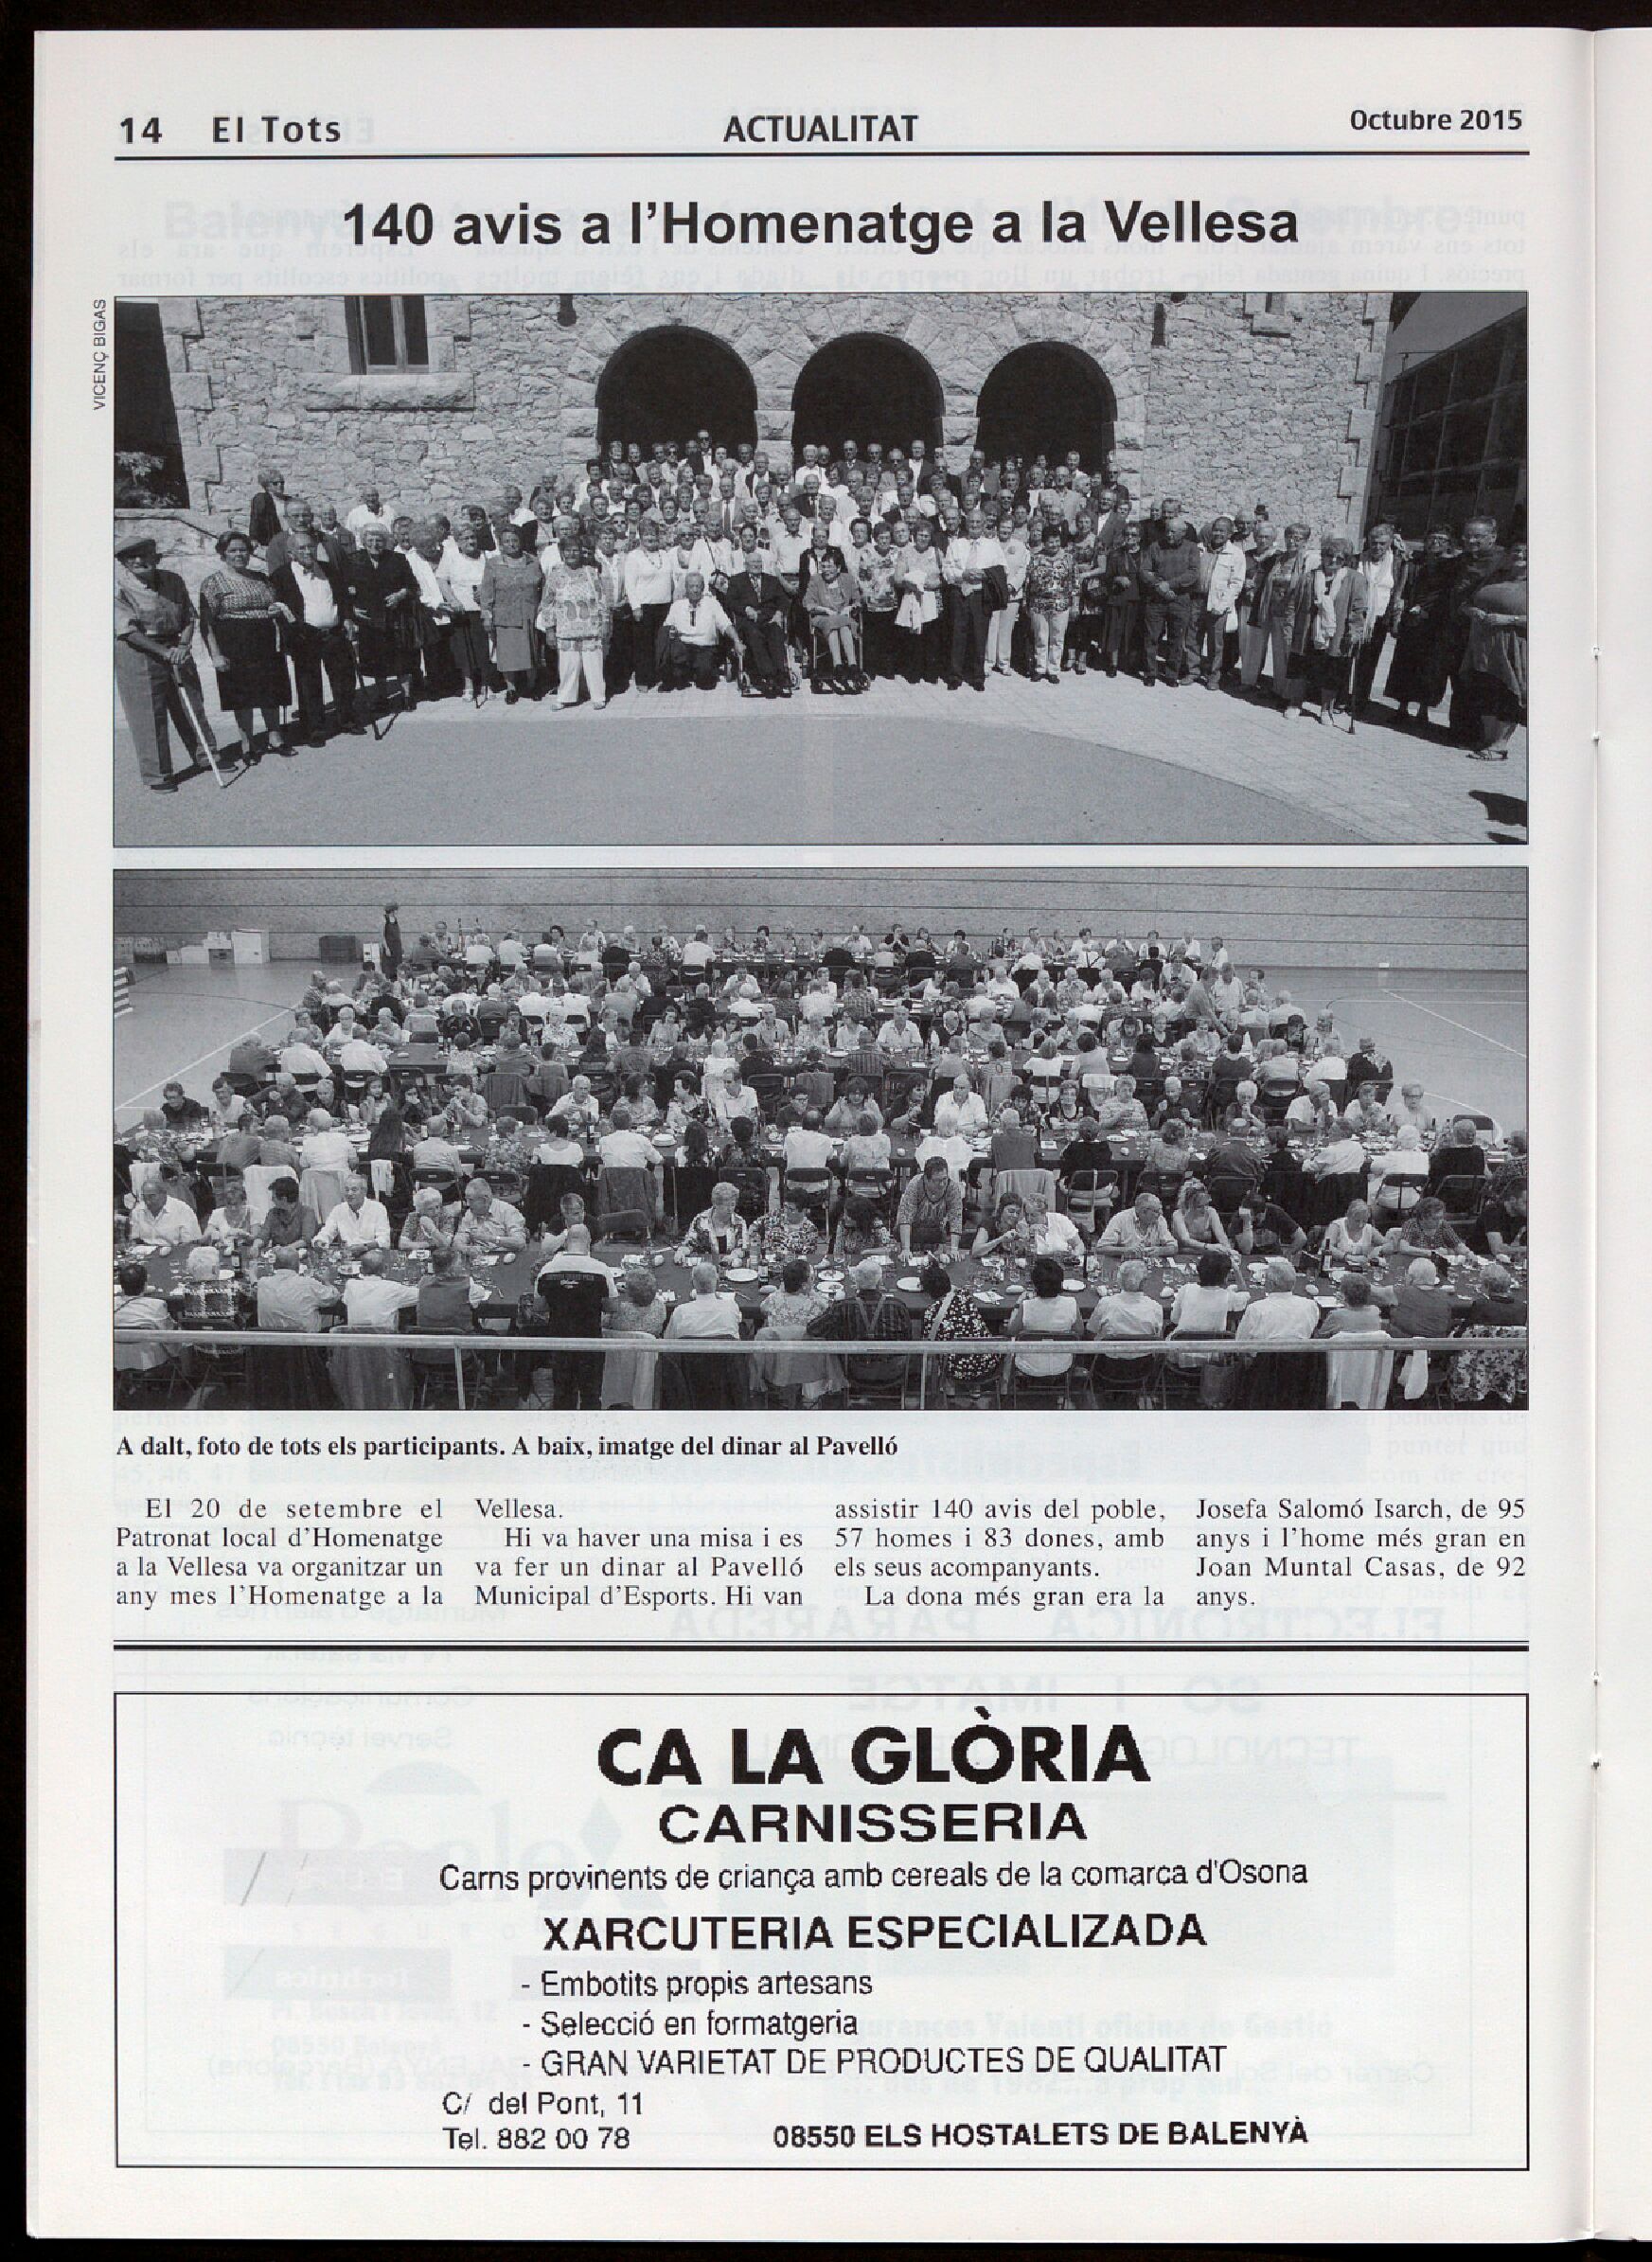 14 El Tots
ACTUALITAT
Octubre 2015
140 avis a l'Homenatge a la Vellesa
VICENÇ BIGAS
A dalt, foto de tots els participants. A baix, imatge del dinar al Pavelló
El 20 de setembre el
Patronat local d'Homenatge
a la Vellesa va organitzar un
any mes l'Homenatge a la
Vellesa.
Hi va haver una misa i es
va fer un dinar al Pavelló
Municipal d'Esports. Hi van
assistir 140 avis del poble,
57 homes i 83 dones, amb
els seus acompanyants.
La dona més gran era la
Josefa Salomó Isarch, de 95
anys i l'home més gran en
Joan Muntal Casas, de 92
anys.
CA LA GLÒRIA
CARNISSERIA
Carns provinents de criança amb cereals de la comarca d'Osona
XARCUTERIA ESPECIALIZADA
- Embotits propis artesans
- Selecció en formatgeria
- GRAN VARIETAT DE PRODUCTES DE QUALITAT
C/ del Pont, 11
Tel. 882 00 78
08550 ELS HOSTALETS DE BALENYÀ